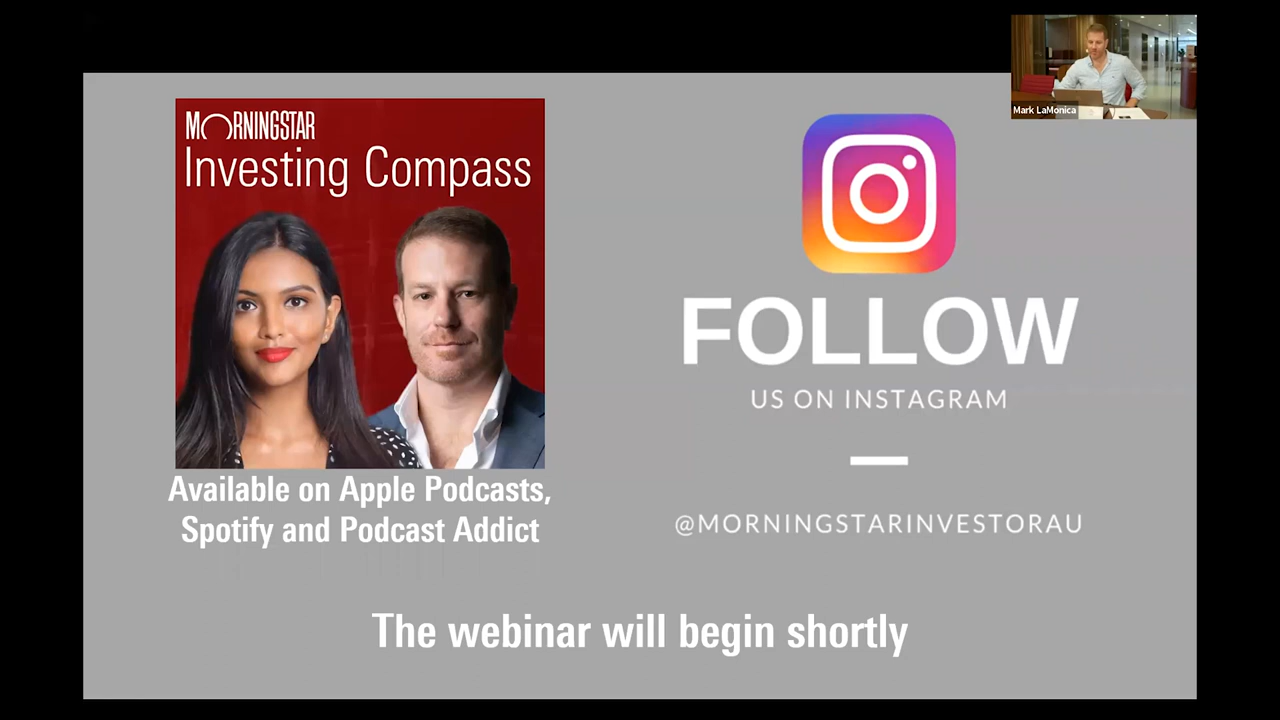 MORNINGSTAR
Investing Compass
Available on Apple Podcasts,
Spotify and Podcast Addict
FOLLOW
US ON INSTAGRAM
@MORNINGSTARINVESTORAU
The webinar will begin shortly
Mark LaMonica